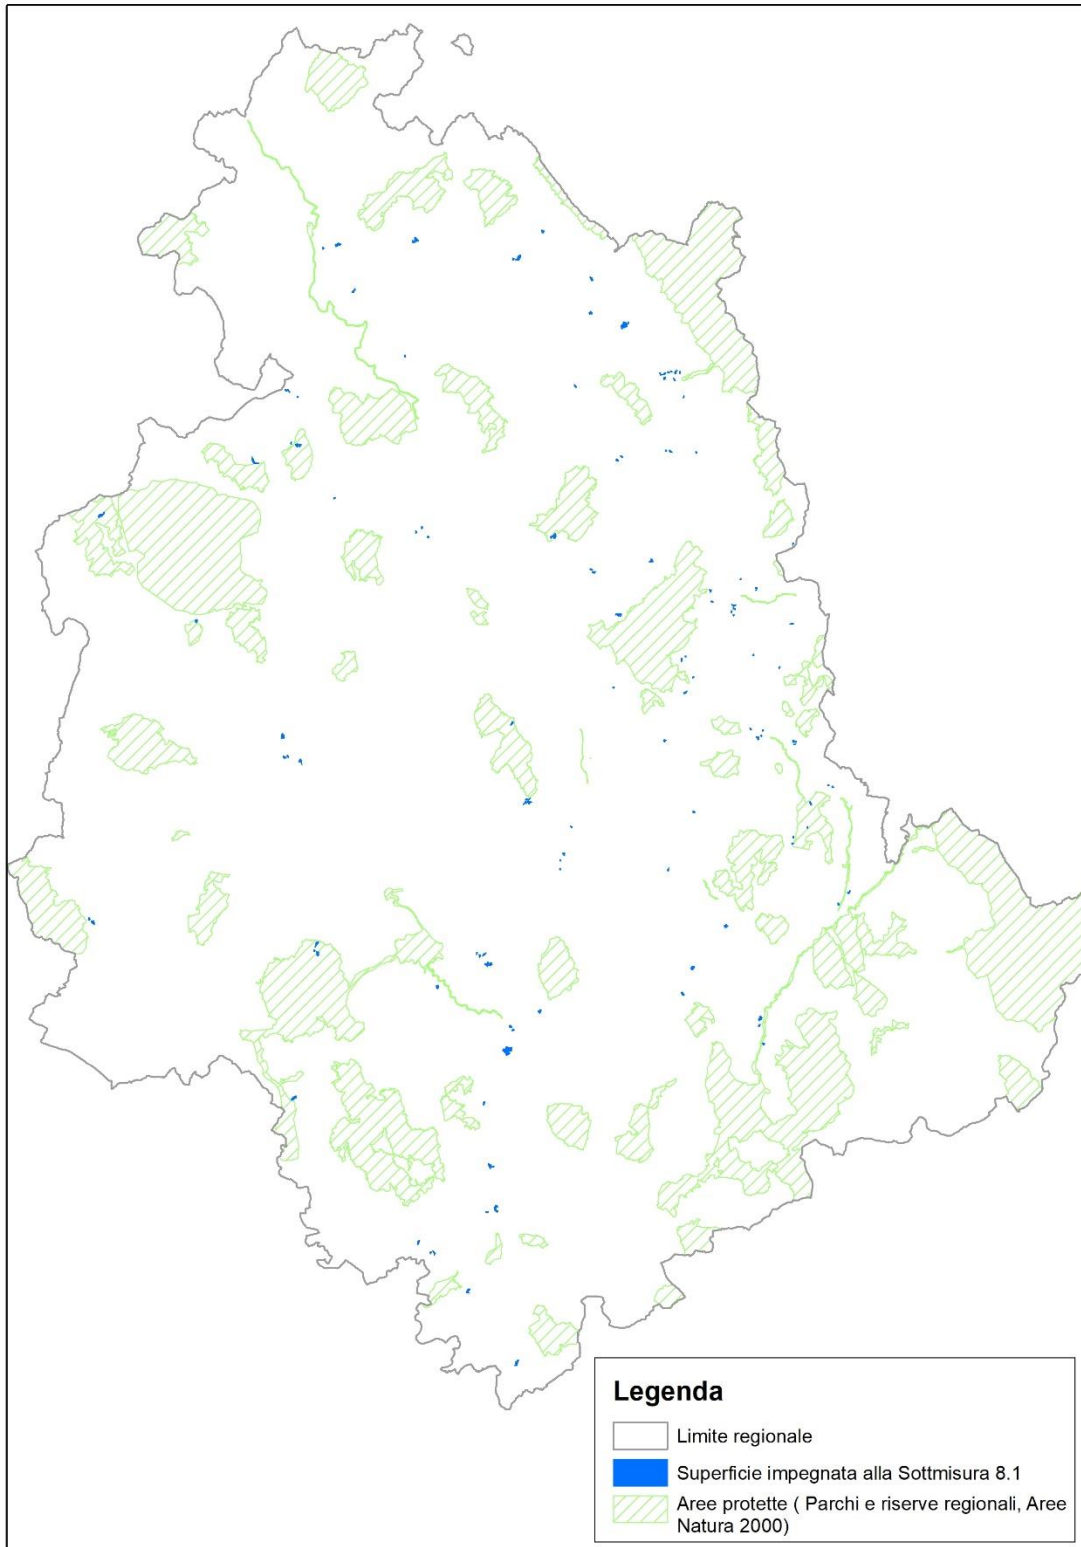 Legenda
Limite regionale
Superficie impegnata alla Sottmisura 8.1
Aree protette ( Parchi e riserve regionali, Aree
Natura 2000)